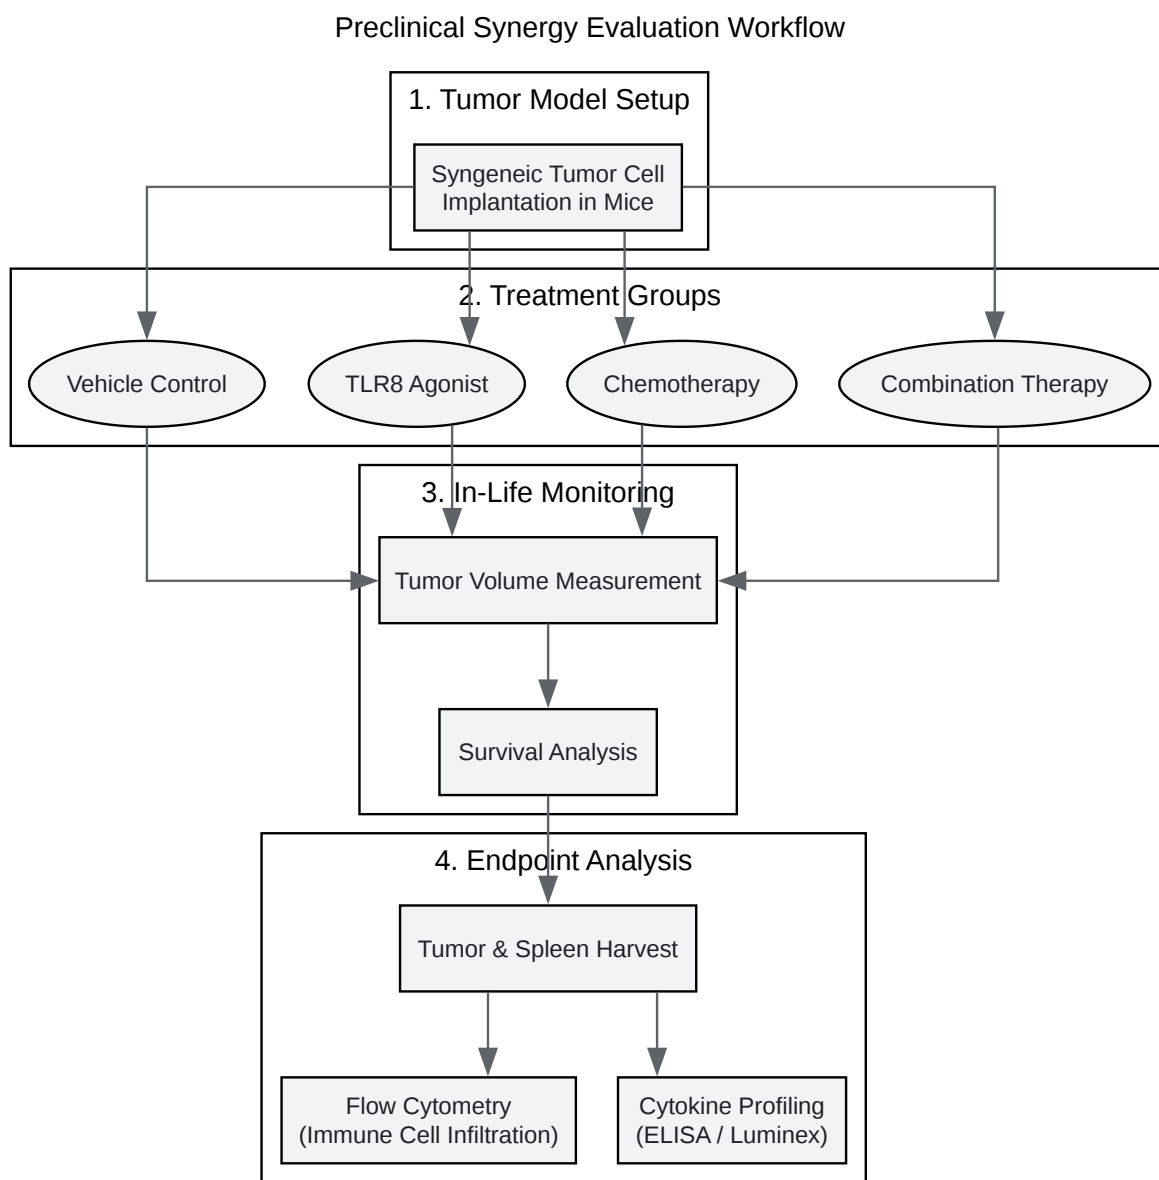 Preclinical Synergy Evaluation Workflow
1. Tumor Model Setup
Syngeneic Tumor Cell
Implantation in Mice
2. Treatment Groups
Vehicle Control
TLR8 Agonist
Chemotherapy
Combination Therapy
3. In-Life Monitoring
Tumor Volume Measurement
Survival Analysis
4. Endpoint Analysis
Tumor & Spleen Harvest
Flow Cytometry
(Immune Cell Infiltration)
Cytokine Profiling
(ELISA / Luminex)